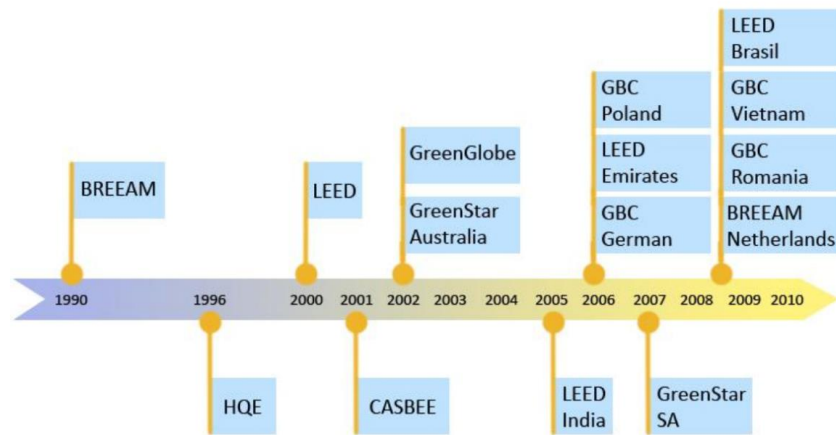 LEED
Brasil
GBC
Poland
GBC
Vietnam
GreenGlobe
LEED
Emirates
GBC
Romania
BREEAM
LEED
GreenStar
Australia
GBC
German
BREEAM
Netherlands
1990 1996 2000 2001 2002 2003 2004 2005 2006 2007 2008 2009 2010
HQE
CASBEE
LEED
India
GreenStar
SA